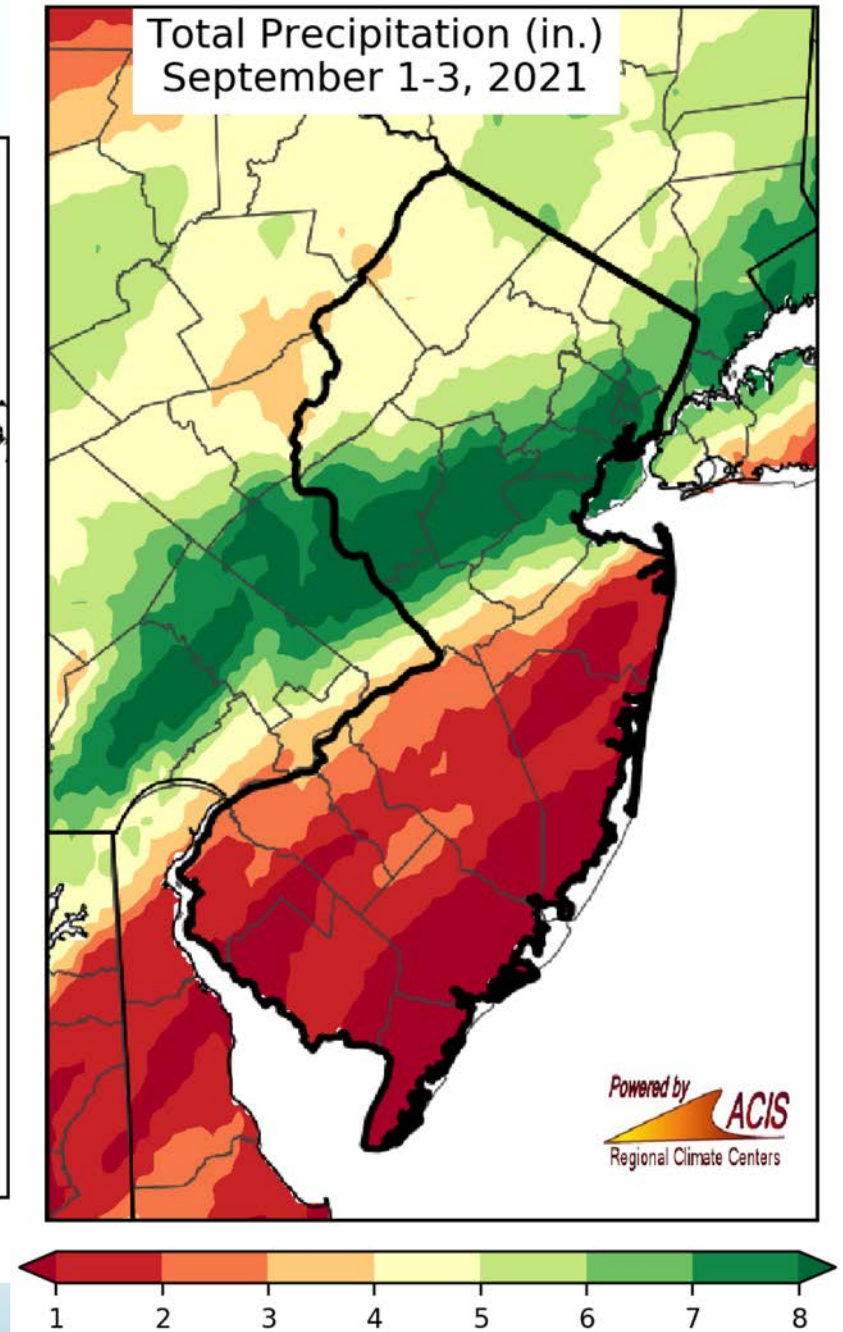 Total Precipitation (in.)
September 1-3, 2021
Powered by
ACIS
Regional Climate Centers
1 2 3 4 5 6 7 8